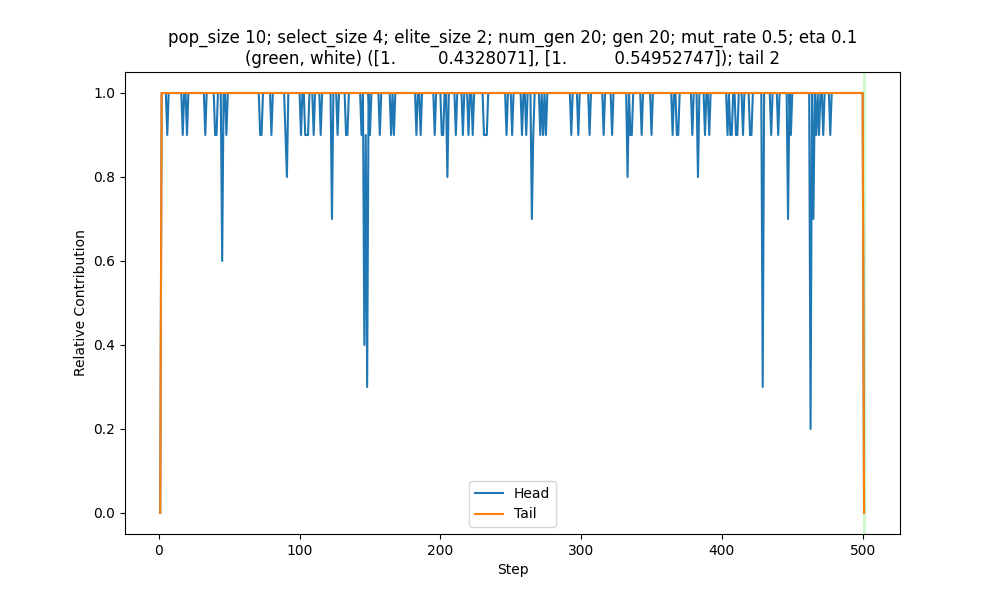 pop_size 10; select_size 4; elite_size 2; num_gen 20; gen 20; mut_rate 0.5; eta 0.1
(green, white) ([1.        0.4328071], [1.         0.54952747]); tail 2
1.0
0.8
0.6
0.4
0.2
0.0
Relative Contribution
Head
Tail
0 100 200 300 400 500
Step